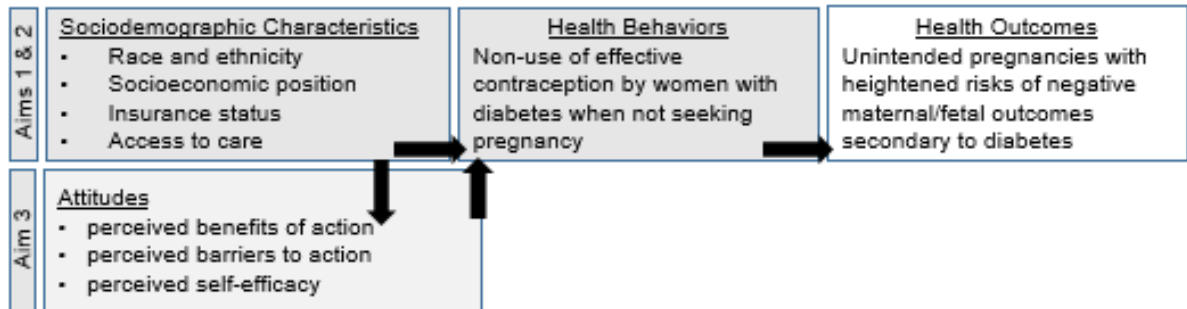 Aims 1 & 2
Sociodemographic Characteristics
▪ Race and ethnicity
▪ Socioeconomic position
▪ Insurance status
▪ Access to care
Health Behaviors
Non-use of effective
contraception by women with
diabetes when not seeking
pregnancy
Health Outcomes
Unintended pregnancies with
heightened risks of negative
maternal/fetal outcomes
secondary to diabetes
Aim 3
Attitudes
▪ perceived benefits of action
▪ perceived barriers to action
▪ perceived self-efficacy